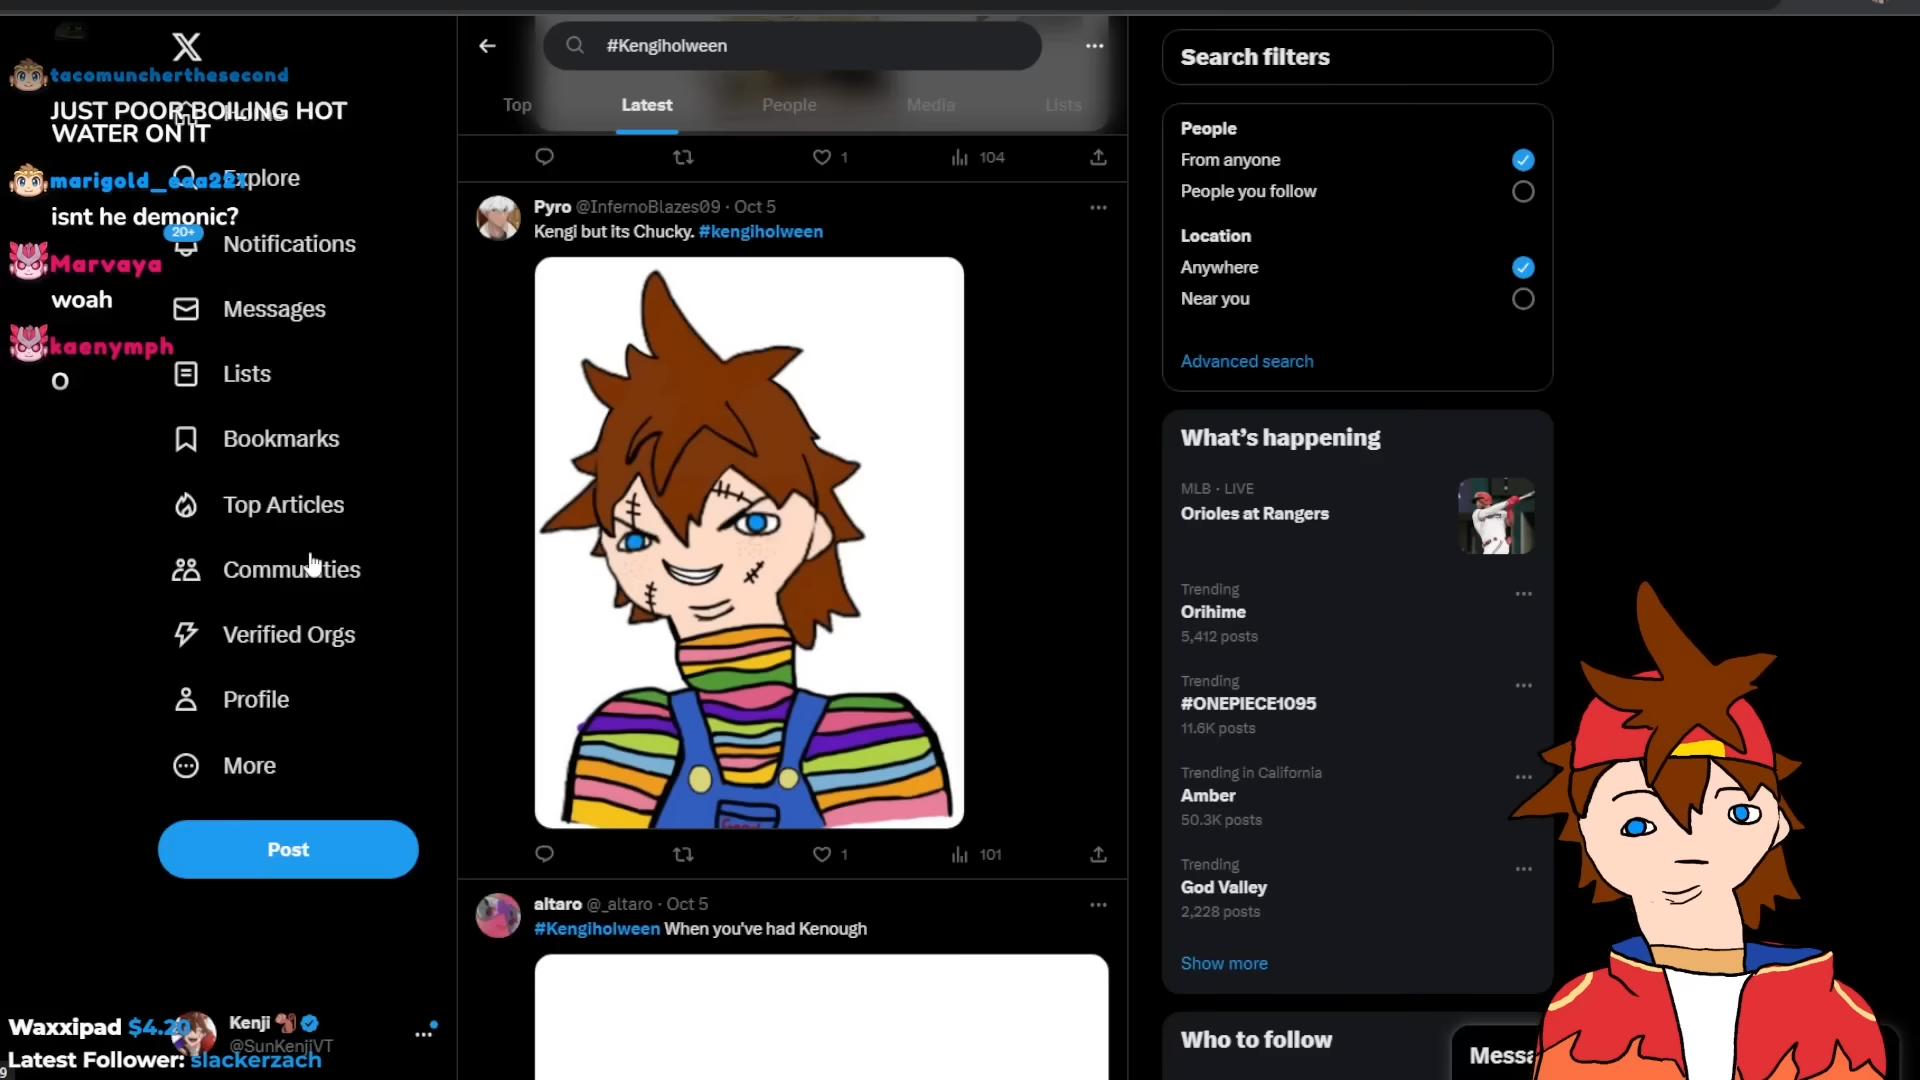 tacomuncherthesecond
JUST POOR BOILING HOT
WATER ON IT
marigold_
isnt he demonic?
Marvaya
woah
kaenymph
O
Home
Explore
20+
Notifications
Messages
Lists
Bookmarks
Top Articles
Communities
Verified Orgs
Profile
More
Post
Waxxipad $4.20
Kenji
@SunKenjiVT
Latest Follower: slackerzach
#Kengiholween
Top
Latest
People
Media
Lists
1
104
Pyro @InfernoBlazes09 · Oct 5
Kengi but its Chucky. #kengiholween
1
101
altaro @_altaro · Oct 5
#Kengiholween When you've had Kenough
Search filters
People
From anyone
People you follow
Location
Anywhere
Near you
Advanced search
What's happening
MLB · LIVE
Orioles at Rangers
Trending
Orihime
5,412 posts
Trending
#ONEPIECE1095
11.6K posts
Trending in California
Amber
50.3K posts
Trending
God Valley
2,228 posts
Show more
Who to follow